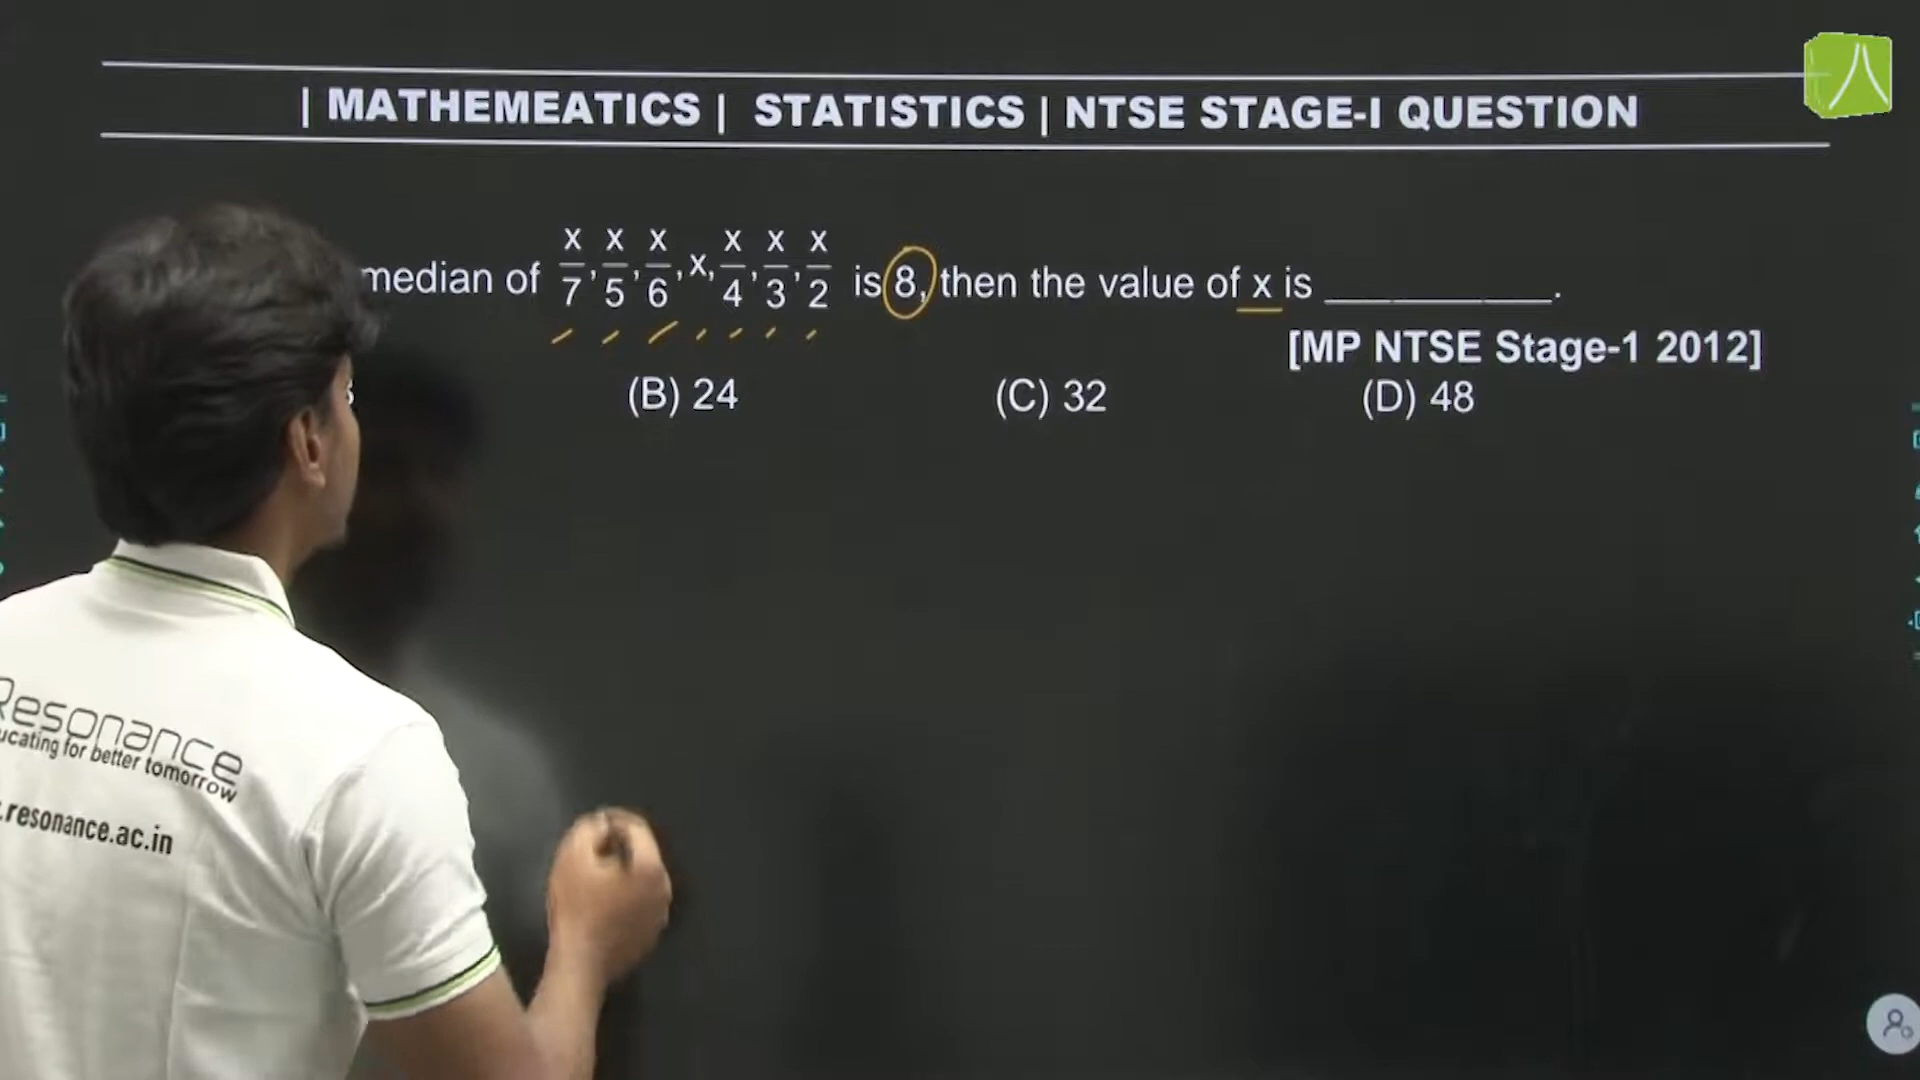 | MATHEMEATICS | STATISTICS | NTSE STAGE-I QUESTION
median of x/7, x/5, x/6, x, x/4, x/3, x/2 is 8, then the value of x is ____________.
[MP NTSE Stage-1 2012]
(B) 24 (C) 32 (D) 48
Resonance
ucating for better tomorrow
.resonance.ac.in